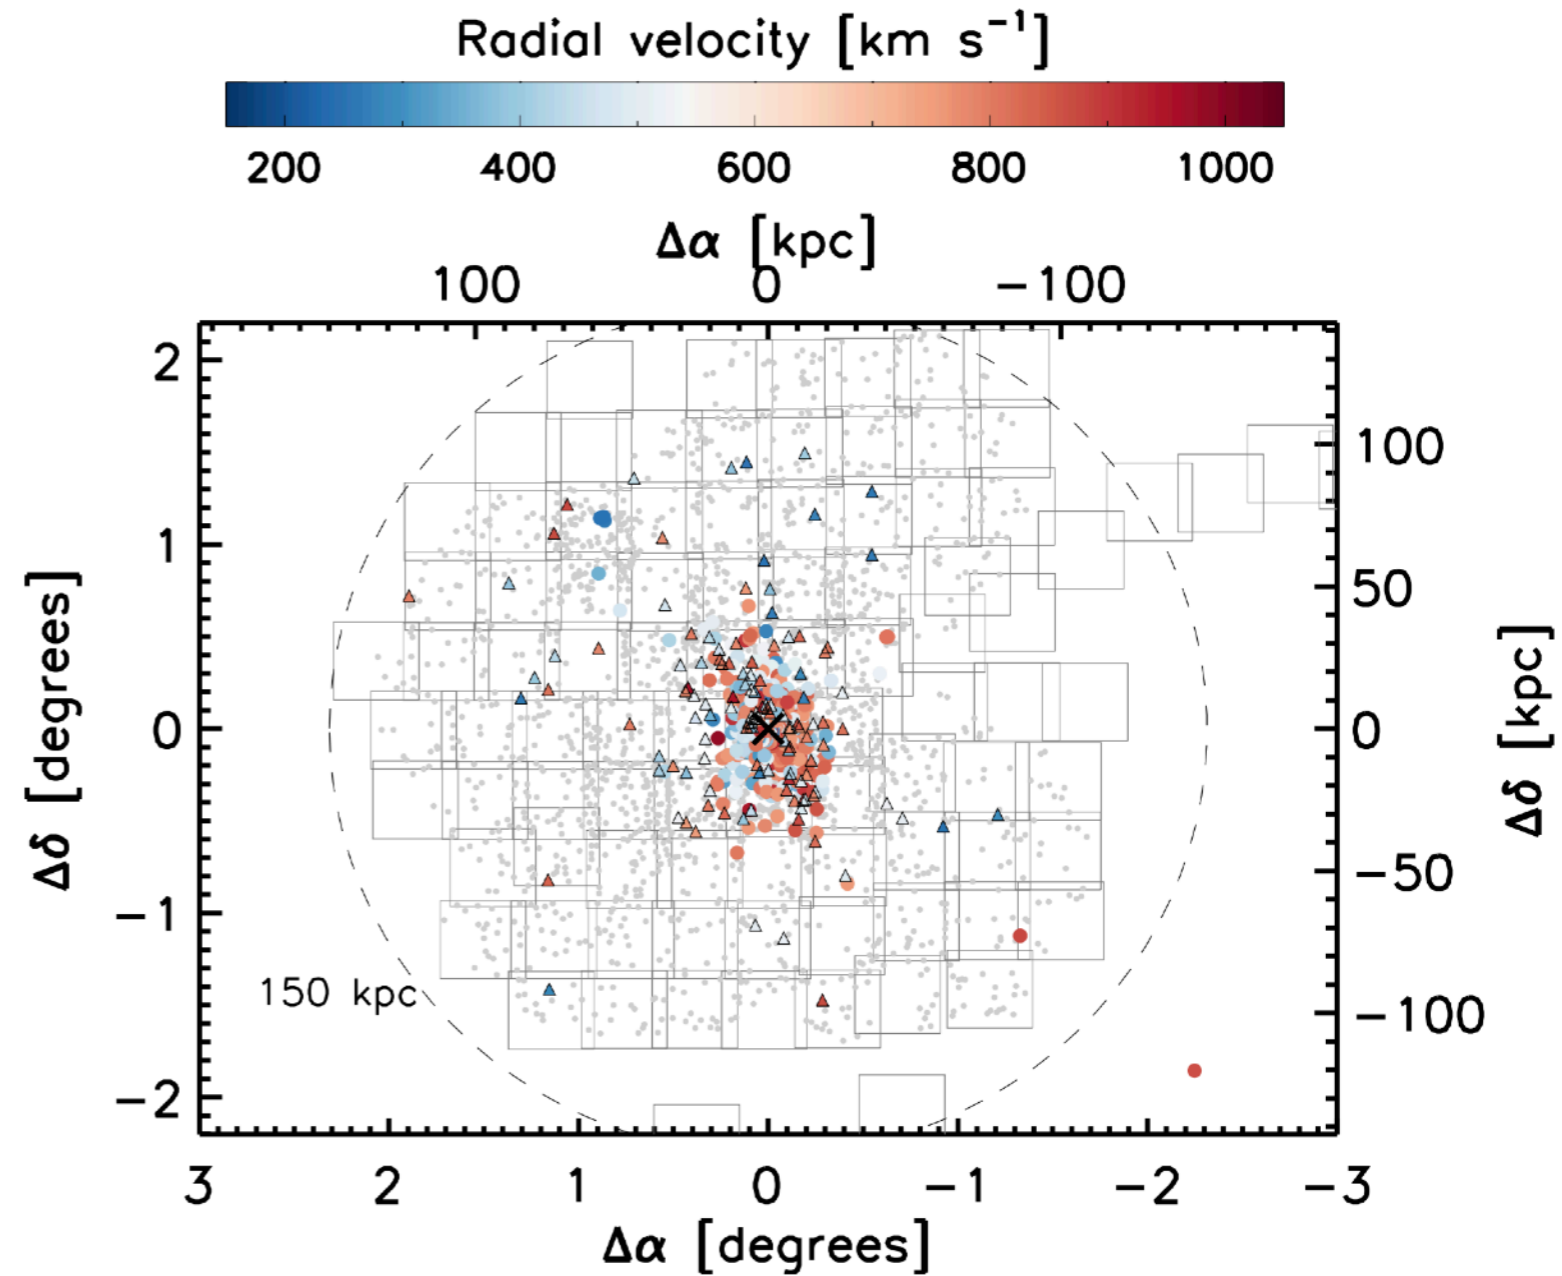 Radial velocity [km s⁻¹]
200 400 600 800 1000
Δα [kpc]
100 0 −100
2
1
0
−1
−2
Δδ [degrees]
100
50
0
−50
−100
Δδ [kpc]
150 kpc
3 2 1 0 −1 −2 −3
Δα [degrees]